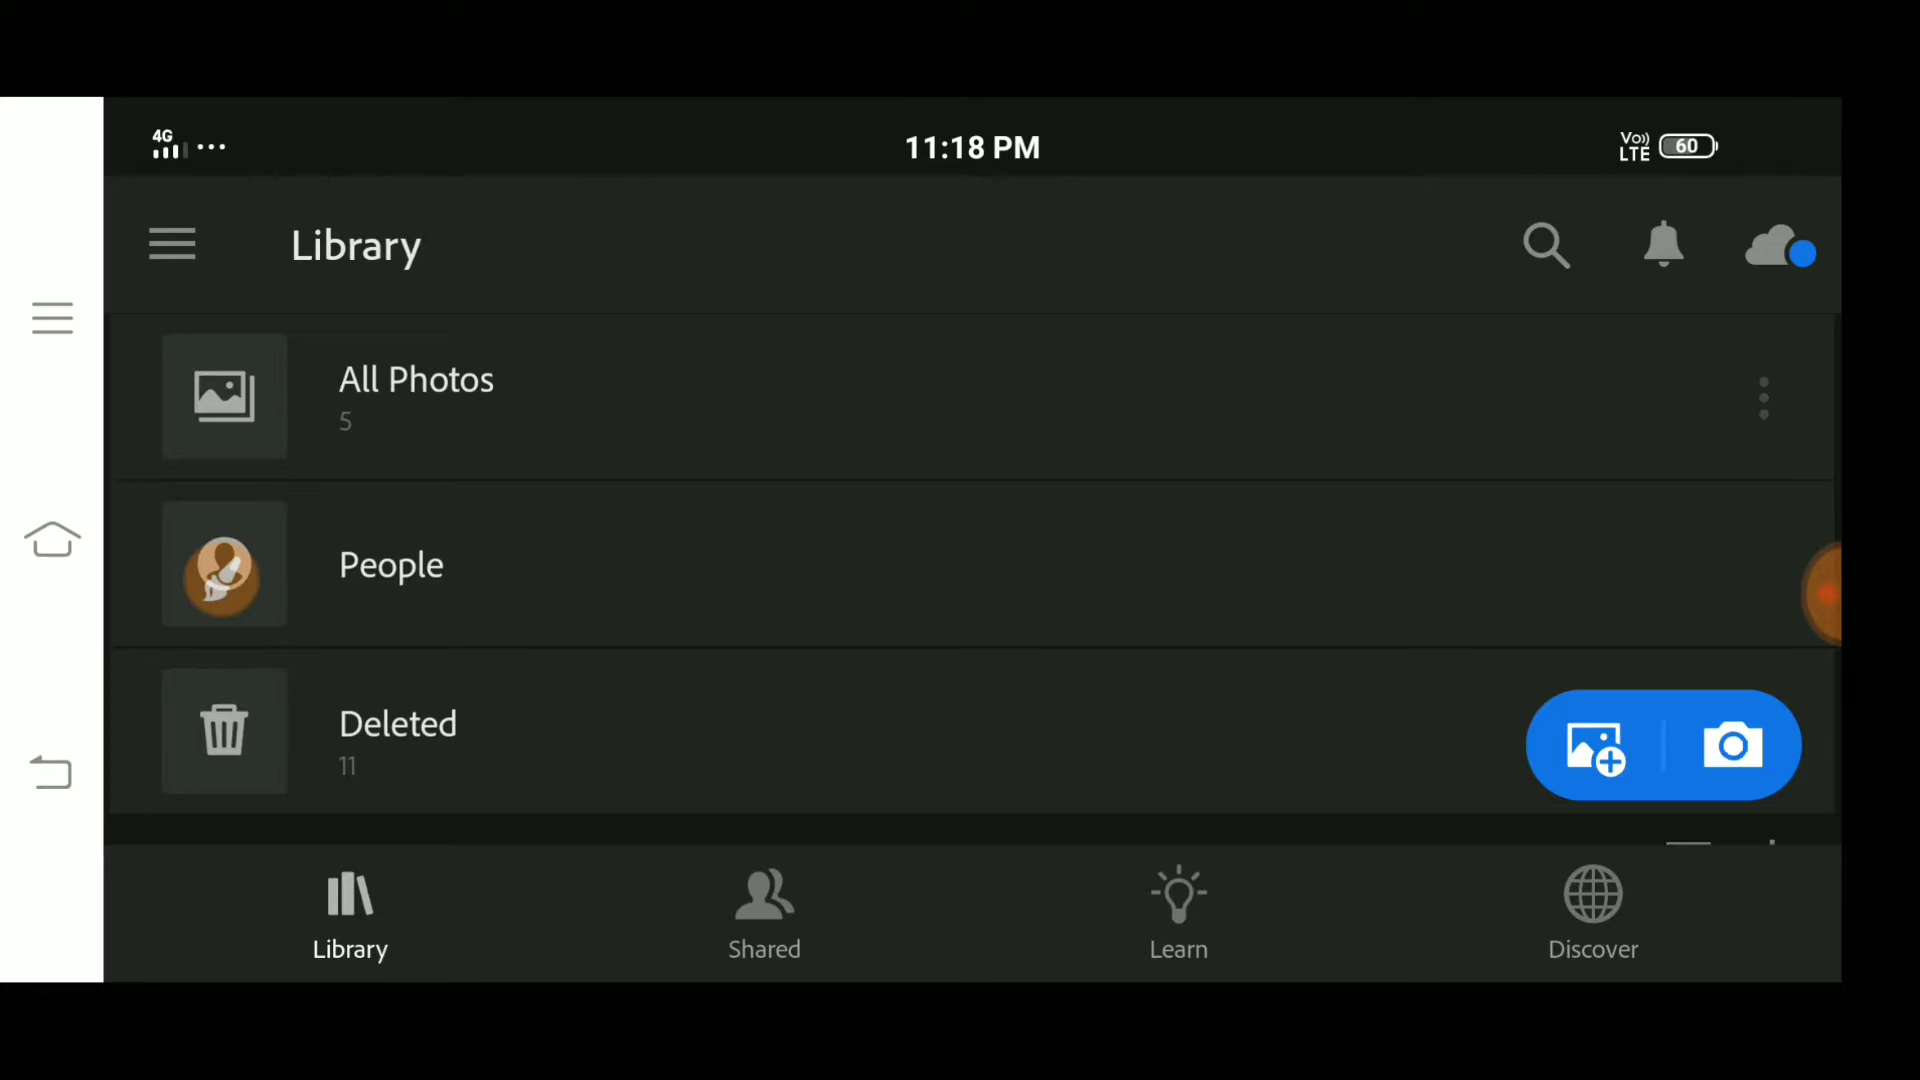 4G
11:18 PM
Vo))
LTE
60
Library
All Photos
5
People
Deleted
11
Library
Shared
Learn
Discover